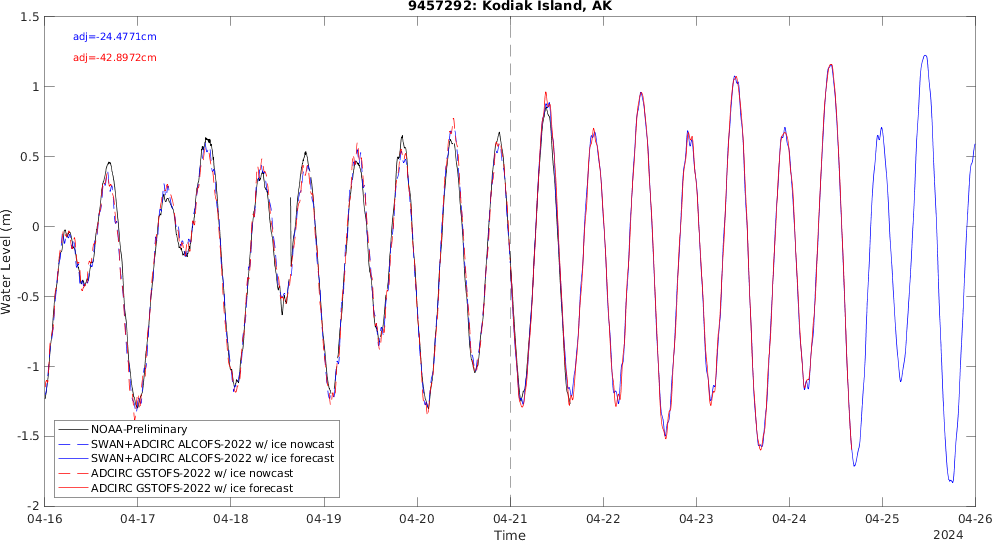 9457292: Kodiak Island, AK
1.5
adj=-24.4771cm
adj=-42.8972cm
1
0.5
0
-0.5
-1
-1.5
-2
Water Level (m)
NOAA-Preliminary
SWAN+ADCIRC ALCOFS-2022 w/ ice nowcast
SWAN+ADCIRC ALCOFS-2022 w/ ice forecast
ADCIRC GSTOFS-2022 w/ ice nowcast
ADCIRC GSTOFS-2022 w/ ice forecast
04-16 04-17 04-18 04-19 04-20 04-21 04-22 04-23 04-24 04-25 04-26
Time
2024